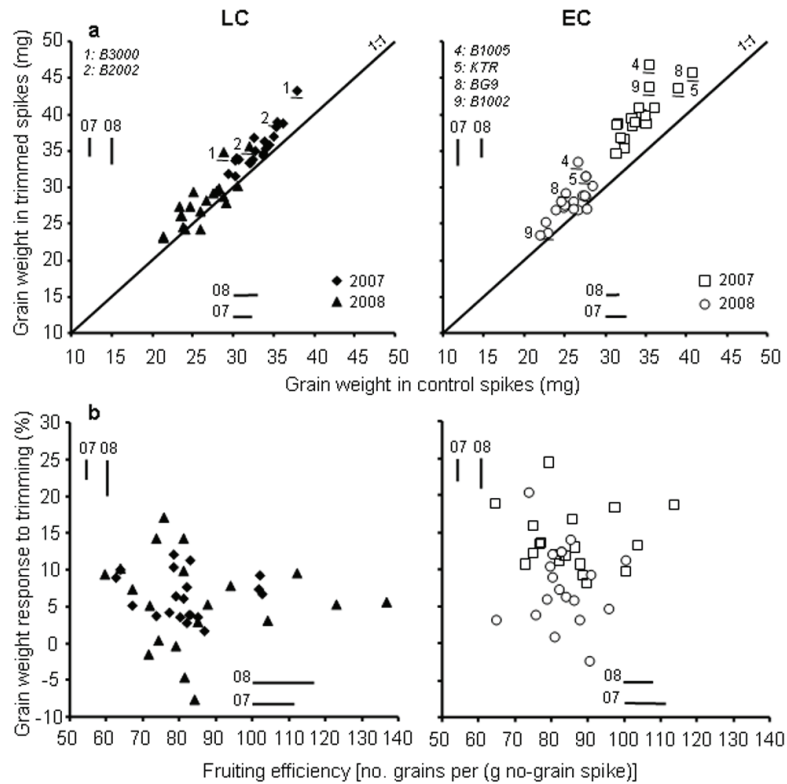 LC
EC
a
Grain weight in trimmed spikes (mg)
50
45
40
35
30
25
20
15
10
1: B3000
2: B2002
07 08
1:1
1
2
1
2
2007
2008
08
07
10 15 20 25 30 35 40 45 50
4: B1005
5: KTR
8: BG9
9: B1002
07 08
1:1
4
8
9
5
4
5
8
9
2007
2008
08
07
10 15 20 25 30 35 40 45 50
Grain weight in control spikes (mg)
b
Grain weight response to trimming (%)
30
25
20
15
10
5
0
-5
-10
07 08
08
07
50 60 70 80 90 100 110 120 130 140
07 08
08
07
50 60 70 80 90 100 110 120 130 140
Fruiting efficiency [no. grains per (g no-grain spike)]